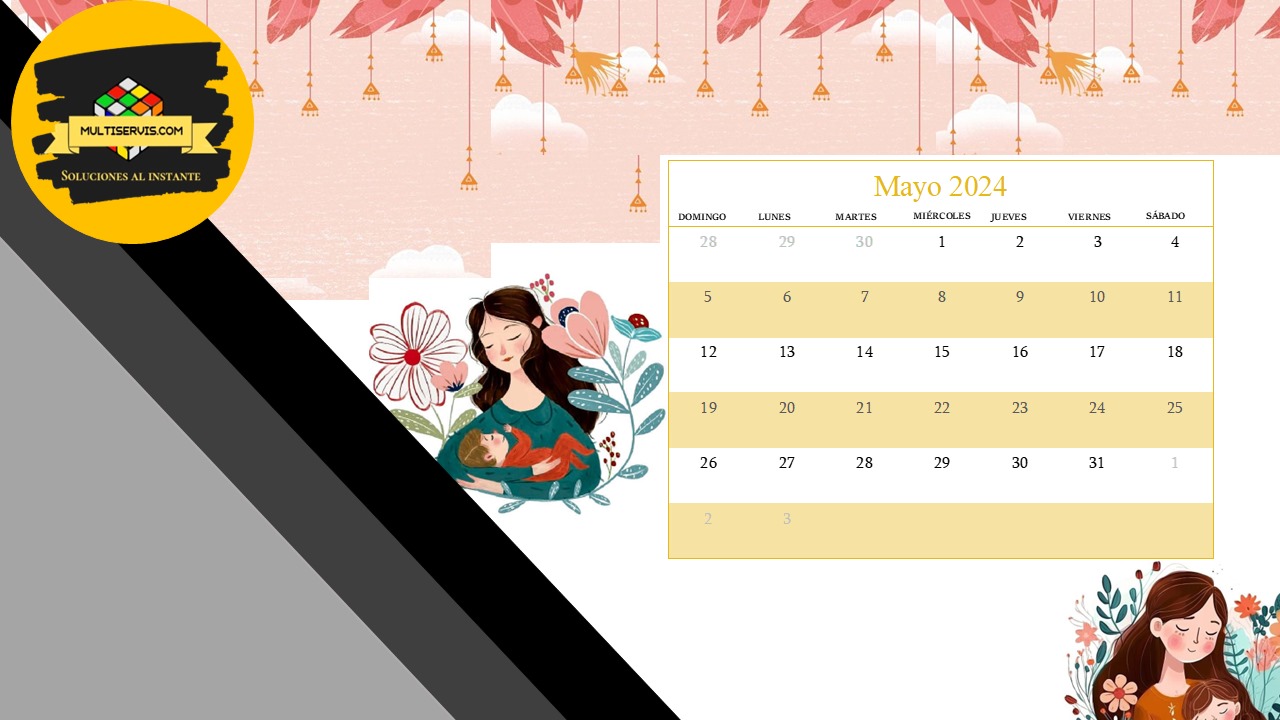 MULTISERVIS.COM
SOLUCIONES AL INSTANTE
Mayo 2024
DOMINGO LUNES MARTES MIÉRCOLES JUEVES VIERNES SÁBADO
28 29 30 1 2 3 4
5 6 7 8 9 10 11
12 13 14 15 16 17 18
19 20 21 22 23 24 25
26 27 28 29 30 31 1
2 3